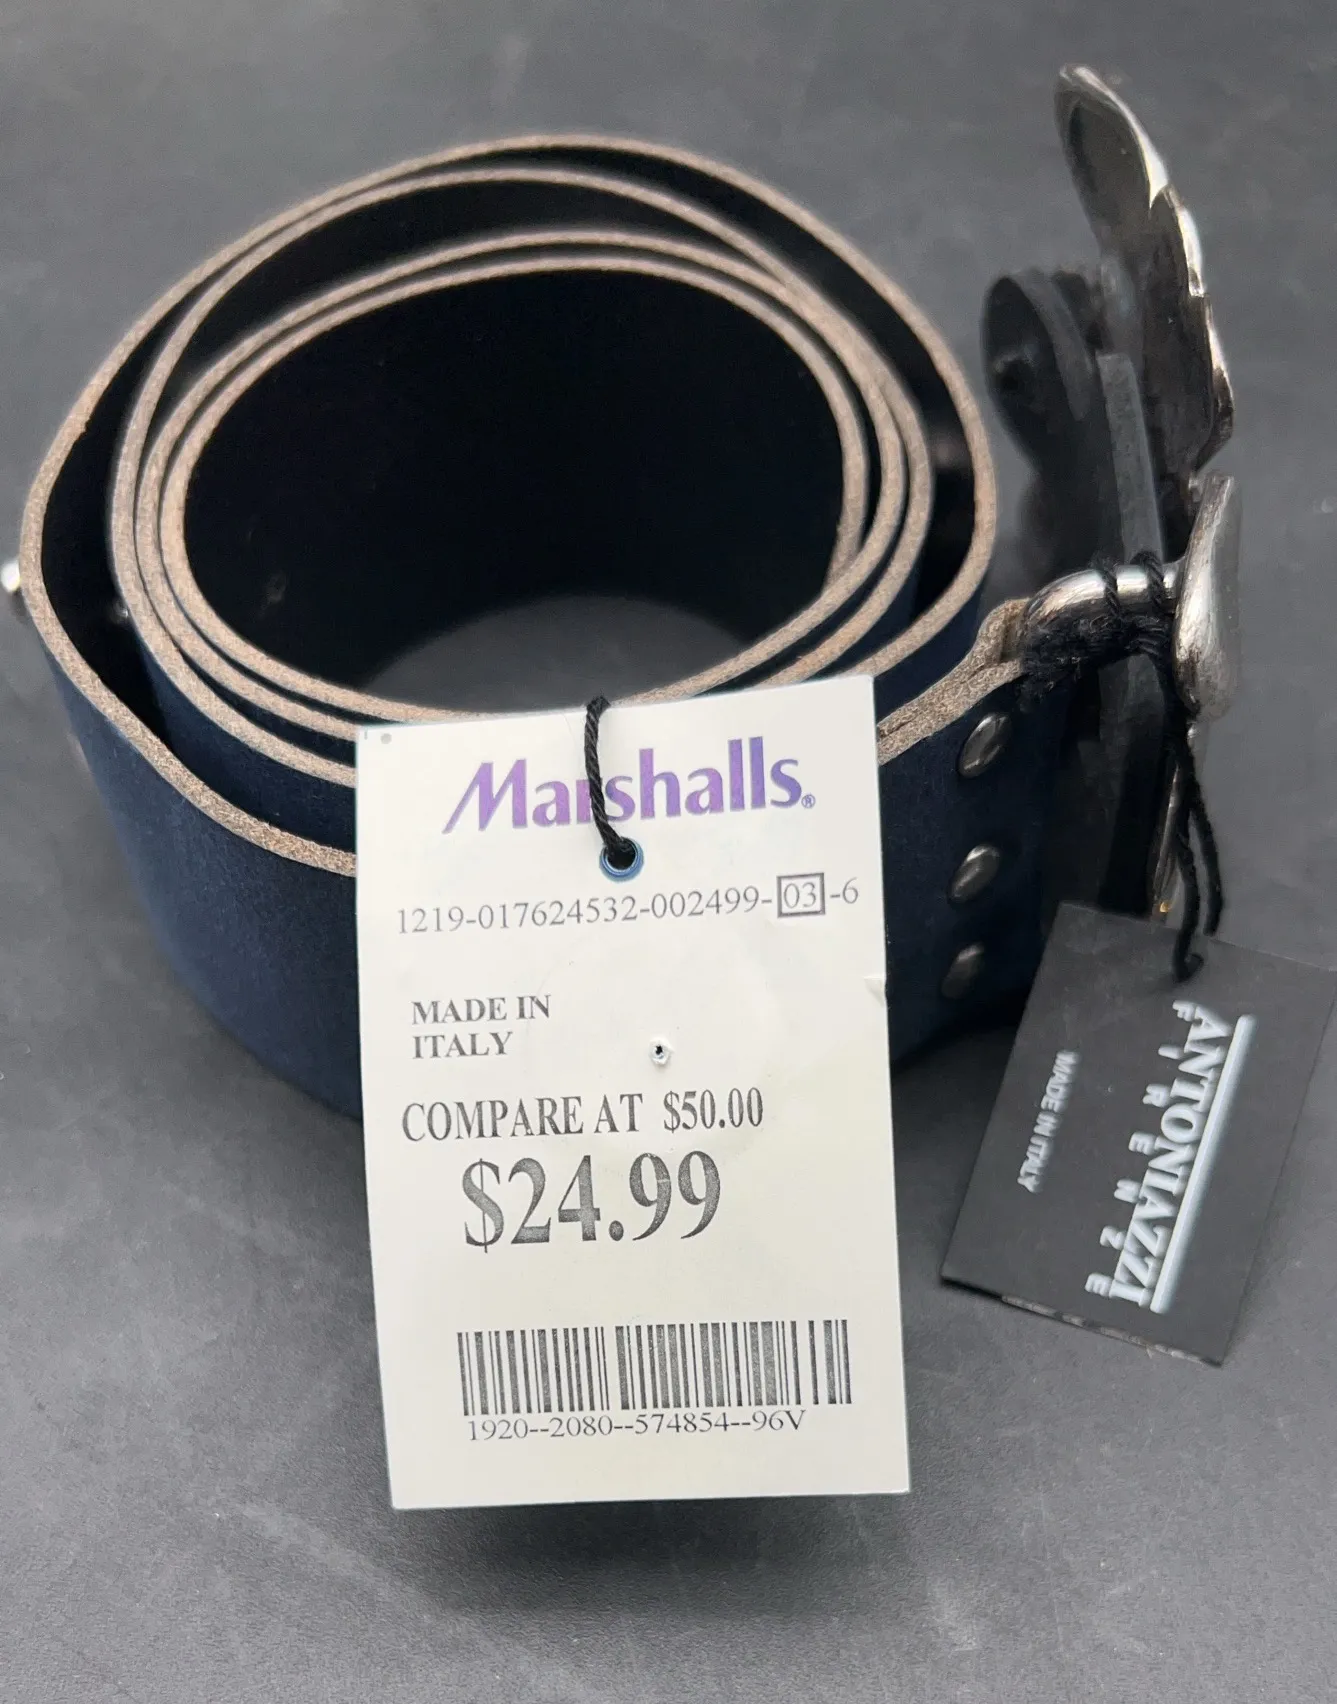 Marshalls®
1219-017624532-002499-03-6
MADE IN
ITALY
COMPARE AT $50.00
$24.99
1920--2080--574854--96V
ANTONIAZZI
FIRENZE
MADE IN ITALY